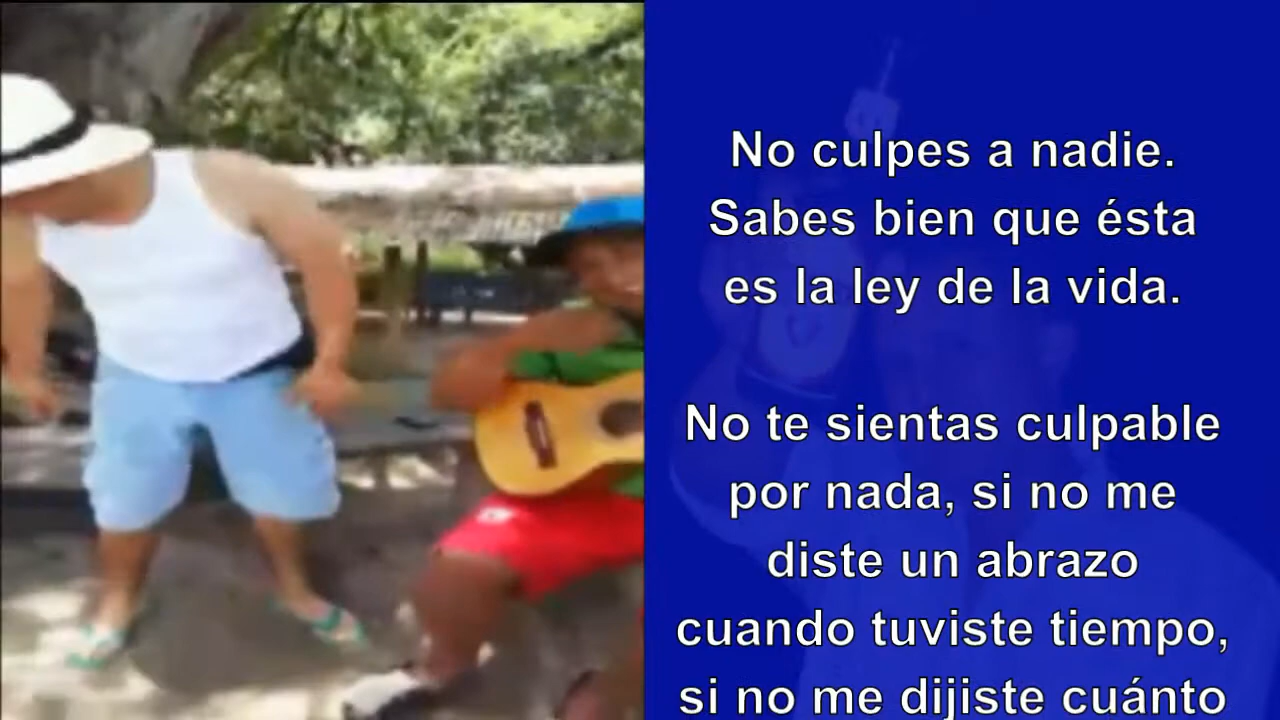 No culpes a nadie.
Sabes bien que ésta
es la ley de la vida.
No te sientas culpable
por nada, si no me
diste un abrazo
cuando tuviste tiempo,
si no me dijiste cuánto